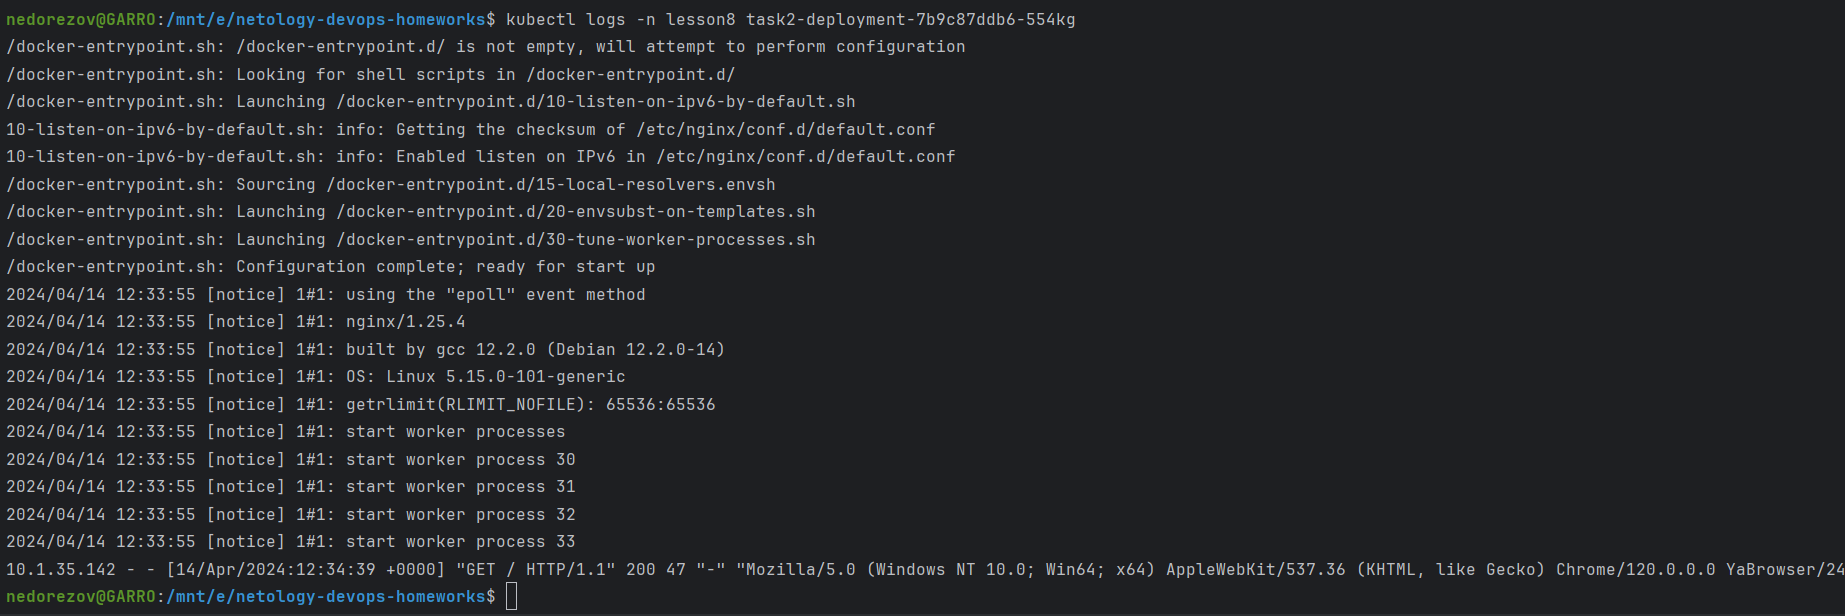 nedorezov@GARRO:/mnt/e/netology-devops-homeworks$ kubectl logs -n lesson8 task2-deployment-7b9c87ddb6-554kg
/docker-entrypoint.sh: /docker-entrypoint.d/ is not empty, will attempt to perform configuration
/docker-entrypoint.sh: Looking for shell scripts in /docker-entrypoint.d/
/docker-entrypoint.sh: Launching /docker-entrypoint.d/10-listen-on-ipv6-by-default.sh
10-listen-on-ipv6-by-default.sh: info: Getting the checksum of /etc/nginx/conf.d/default.conf
10-listen-on-ipv6-by-default.sh: info: Enabled listen on IPv6 in /etc/nginx/conf.d/default.conf
/docker-entrypoint.sh: Sourcing /docker-entrypoint.d/15-local-resolvers.envsh
/docker-entrypoint.sh: Launching /docker-entrypoint.d/20-envsubst-on-templates.sh
/docker-entrypoint.sh: Launching /docker-entrypoint.d/30-tune-worker-processes.sh
/docker-entrypoint.sh: Configuration complete; ready for start up
2024/04/14 12:33:55 [notice] 1#1: using the "epoll" event method
2024/04/14 12:33:55 [notice] 1#1: nginx/1.25.4
2024/04/14 12:33:55 [notice] 1#1: built by gcc 12.2.0 (Debian 12.2.0-14)
2024/04/14 12:33:55 [notice] 1#1: OS: Linux 5.15.0-101-generic
2024/04/14 12:33:55 [notice] 1#1: getrlimit(RLIMIT_NOFILE): 65536:65536
2024/04/14 12:33:55 [notice] 1#1: start worker processes
2024/04/14 12:33:55 [notice] 1#1: start worker process 30
2024/04/14 12:33:55 [notice] 1#1: start worker process 31
2024/04/14 12:33:55 [notice] 1#1: start worker process 32
2024/04/14 12:33:55 [notice] 1#1: start worker process 33
10.1.35.142 - - [14/Apr/2024:12:34:39 +0000] "GET / HTTP/1.1" 200 47 "-" "Mozilla/5.0 (Windows NT 10.0; Win64; x64) AppleWebKit/537.36 (KHTML, like Gecko) Chrome/120.0.0.0 YaBrowser/24
nedorezov@GARRO:/mnt/e/netology-devops-homeworks$